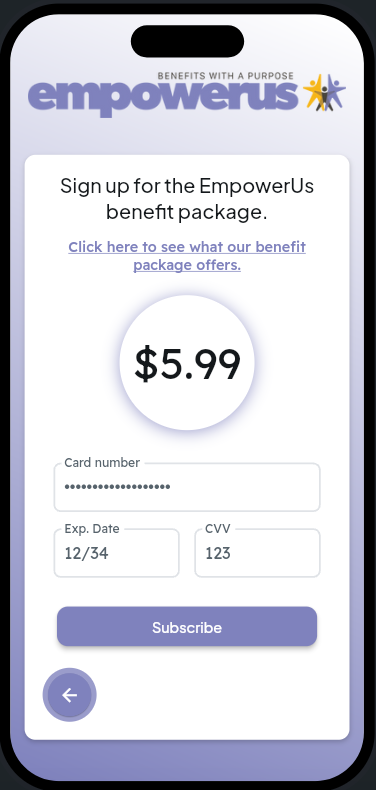 BENEFITS WITH A PURPOSE
empowerus
Sign up for the EmpowerUs
benefit package.
Click here to see what our benefit
package offers.
$5.99
Card number
•••••••••••••••••••
Exp. Date
12/34
CVV
123
Subscribe